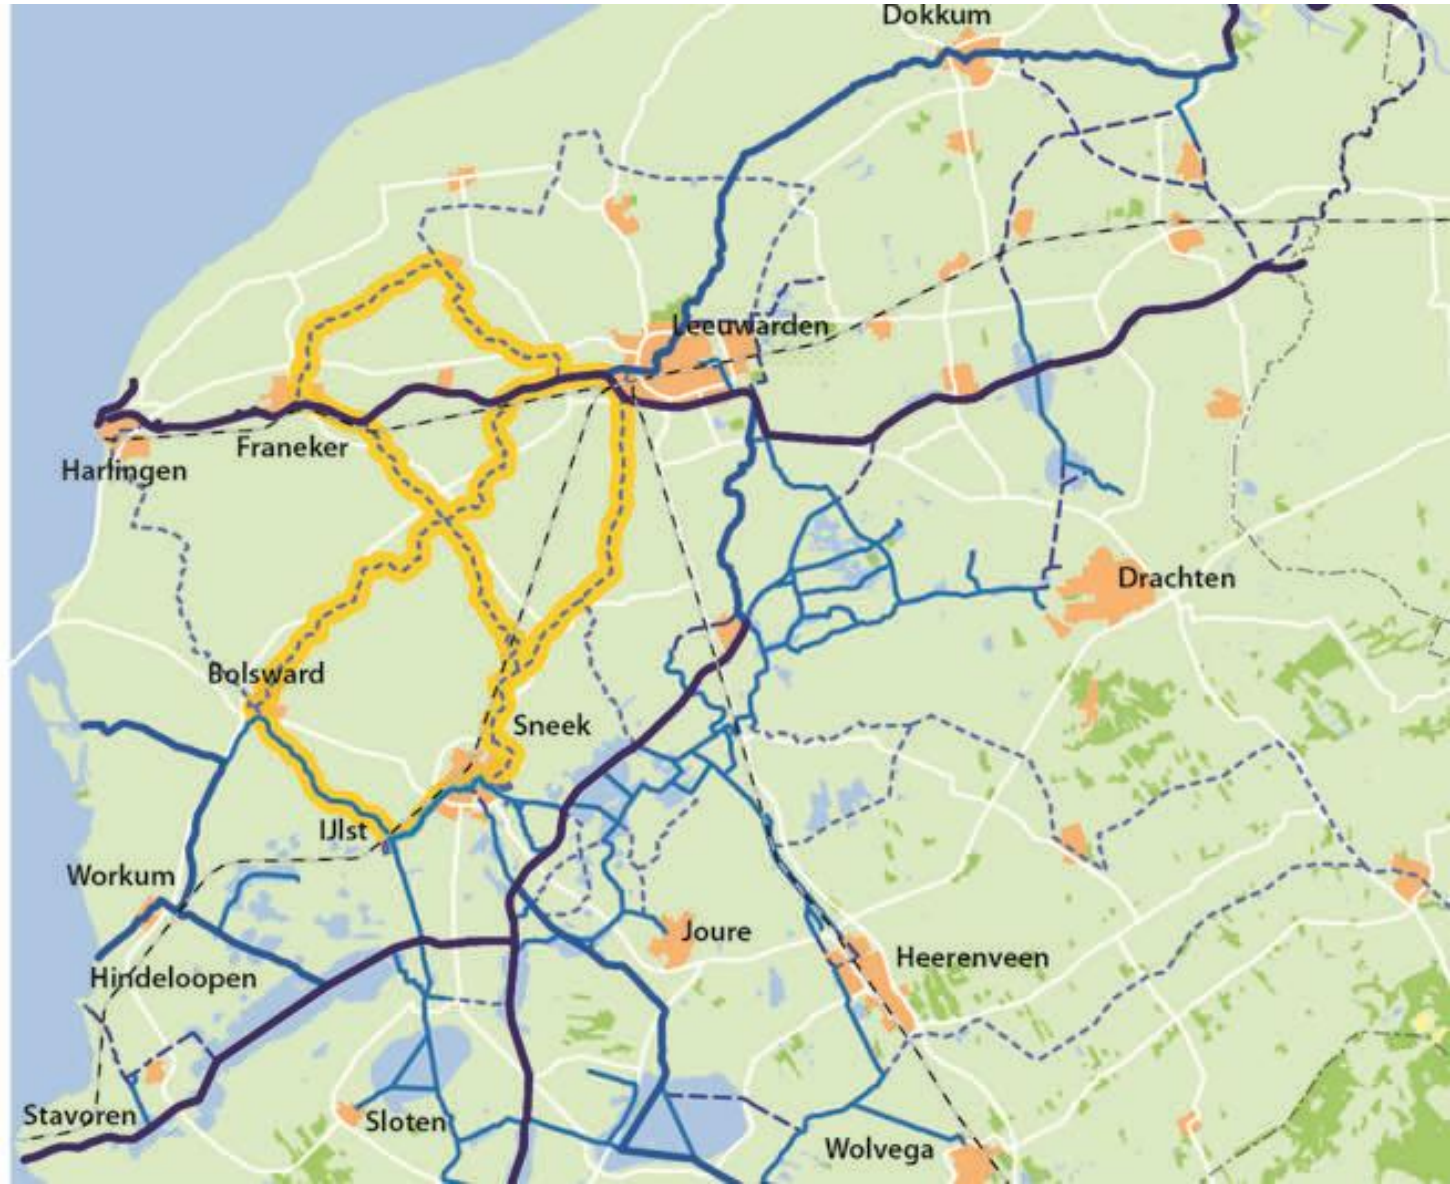 Dokkum
Leeuwarden
Franeker
Harlingen
Drachten
Bolsward
Sneek
IJlst
Workum
Joure
Heerenveen
Hindeloopen
Stavoren
Sloten
Wolvega